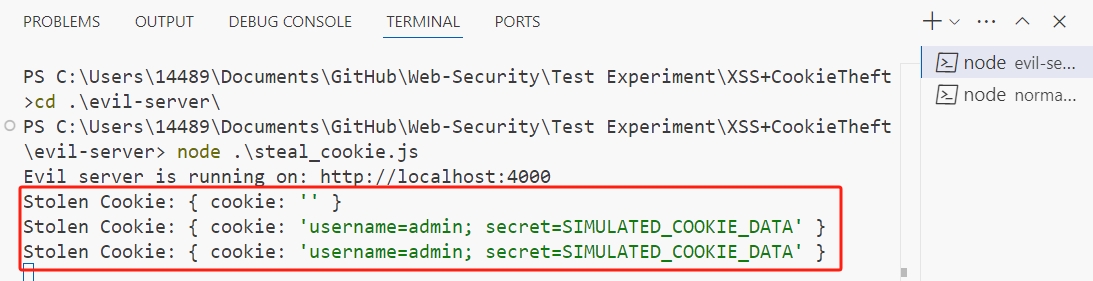 PROBLEMS OUTPUT DEBUG CONSOLE TERMINAL PORTS
PS C:\Users\14489\Documents\GitHub\Web-Security\Test Experiment\XSS+CookieTheft
>cd .\evil-server\
PS C:\Users\14489\Documents\GitHub\Web-Security\Test Experiment\XSS+CookieTheft
\evil-server> node .\steal_cookie.js
Evil server is running on: http://localhost:4000
Stolen Cookie: { cookie: '' }
Stolen Cookie: { cookie: 'username=admin; secret=SIMULATED_COOKIE_DATA' }
Stolen Cookie: { cookie: 'username=admin; secret=SIMULATED_COOKIE_DATA' }
node evil-se...
node norma...